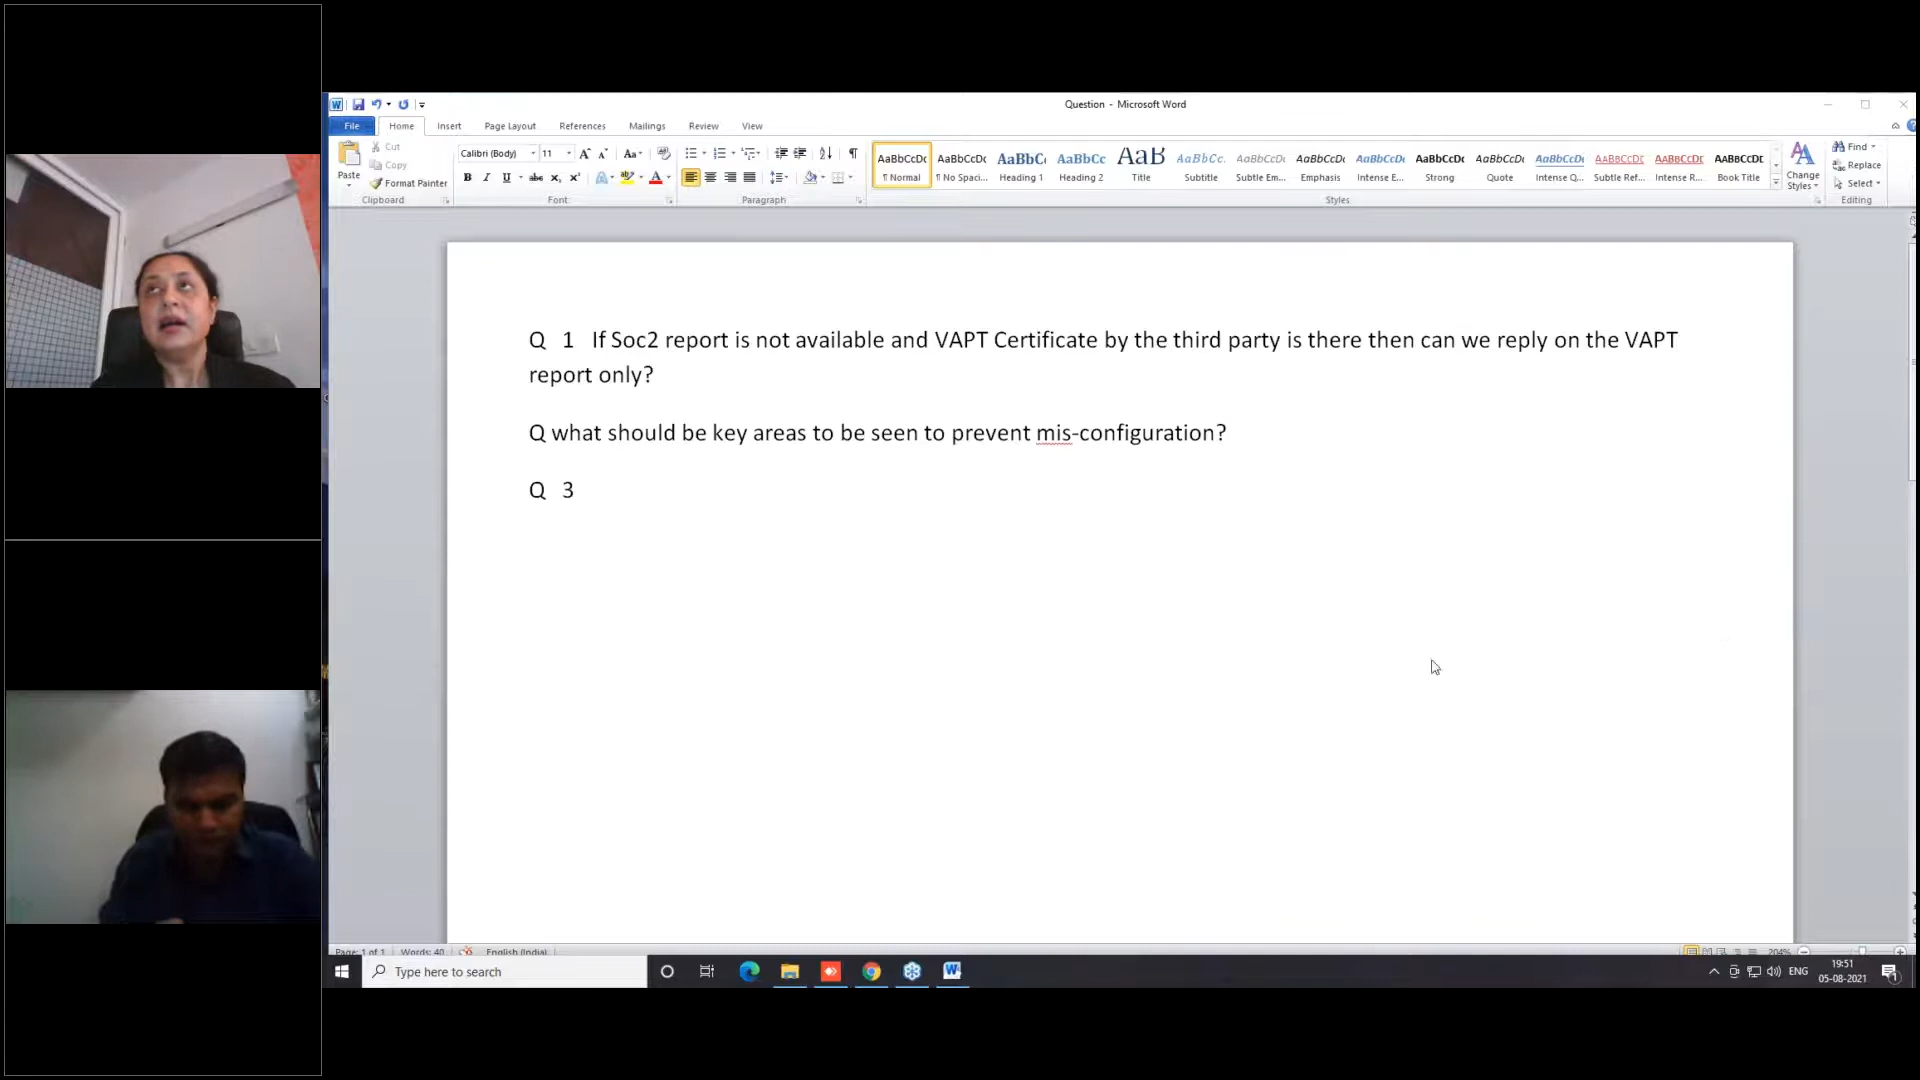 Question - Microsoft Word
File Home Insert Page Layout References Mailings Review View
Paste
Cut
Copy
Format Painter
Clipboard
Calibri (Body) 11
Font
Paragraph
AaBbCcDc AaBbCcDc AaBbC AaBbCc AaB AaBbCc. AaBbCcDc AaBbCcDc AaBbCcDc AaBbCcDc AaBbCcDc AaBbCcDc AABBCCDE AABBCCDE AaBbCcDE
¶ Normal ¶ No Spaci... Heading 1 Heading 2 Title Subtitle Subtle Em... Emphasis Intense E... Strong Quote Intense Q... Subtle Ref... Intense R... Book Title
Styles
Change
Styles
Find
Replace
Select
Editing
Q 1 If Soc2 report is not available and VAPT Certificate by the third party is there then can we reply on the VAPT
report only?
Q what should be key areas to be seen to prevent mis-configuration?
Q 3
Page: 1 of 1 Words: 40 English (India) 204%
Type here to search
ENG
19:51
05-08-2021